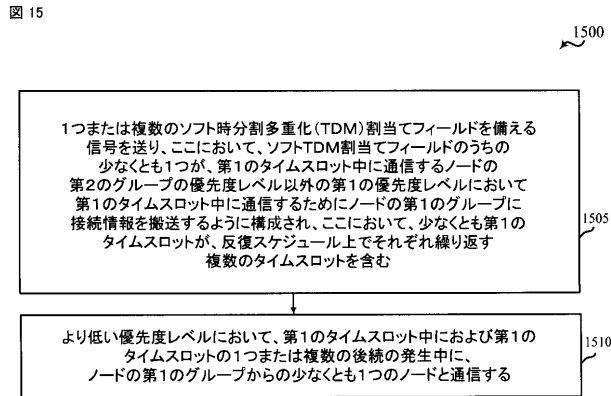 図 15
1500
1つまたは複数のソフト時分割多重化(TDM)割当てフィールドを備える
信号を送り、ここにおいて、ソフトTDM割当てフィールドのうちの
少なくとも1つが、第1のタイムスロット中に通信するノードの
第2のグループの優先度レベル以外の第1の優先度レベルにおいて
第1のタイムスロット中に通信するためにノードの第1のグループに
接続情報を搬送するように構成され、ここにおいて、少なくとも第1の
タイムスロットが、反復スケジュール上でそれぞれ繰り返す
複数のタイムスロットを含む
1505
より低い優先度レベルにおいて、第1のタイムスロット中におよび第1の
タイムスロットの1つまたは複数の後続の発生中に、
ノードの第1のグループからの少なくとも1つのノードと通信する
1510